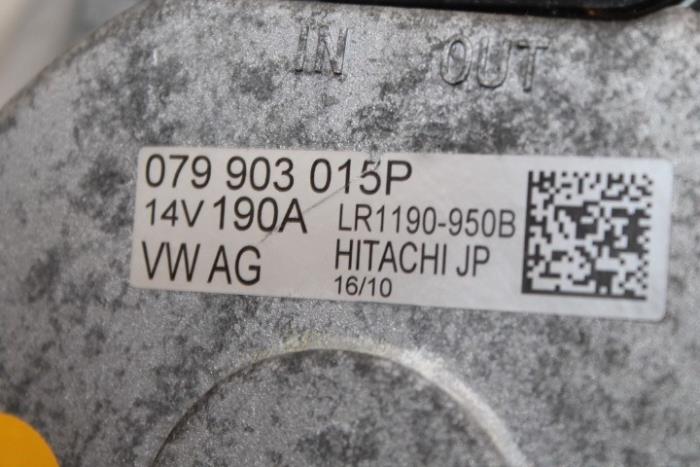 IN OUT
079 903 015P
14V 190A LR1190-950B
VW AG HITACHI JP
16/10